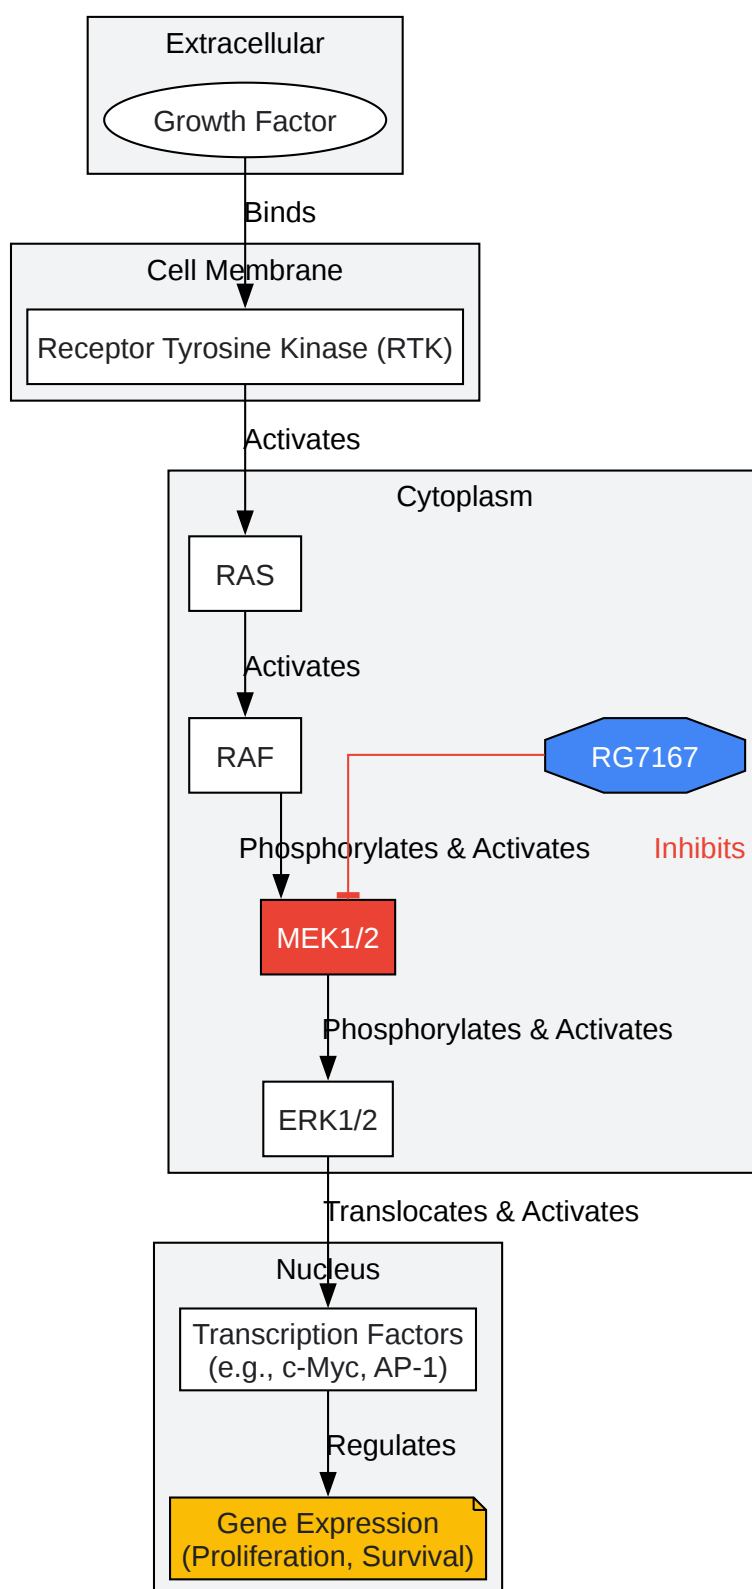 Extracellular
Growth Factor
Binds
Cell Membrane
Receptor Tyrosine Kinase (RTK)
Activates
Cytoplasm
RAS
Activates
RAF
RG7167
Phosphorylates & Activates
Inhibits
MEK1/2
Phosphorylates & Activates
ERK1/2
Translocates & Activates
Nucleus
Transcription Factors
(e.g., c-Myc, AP-1)
Regulates
Gene Expression
(Proliferation, Survival)